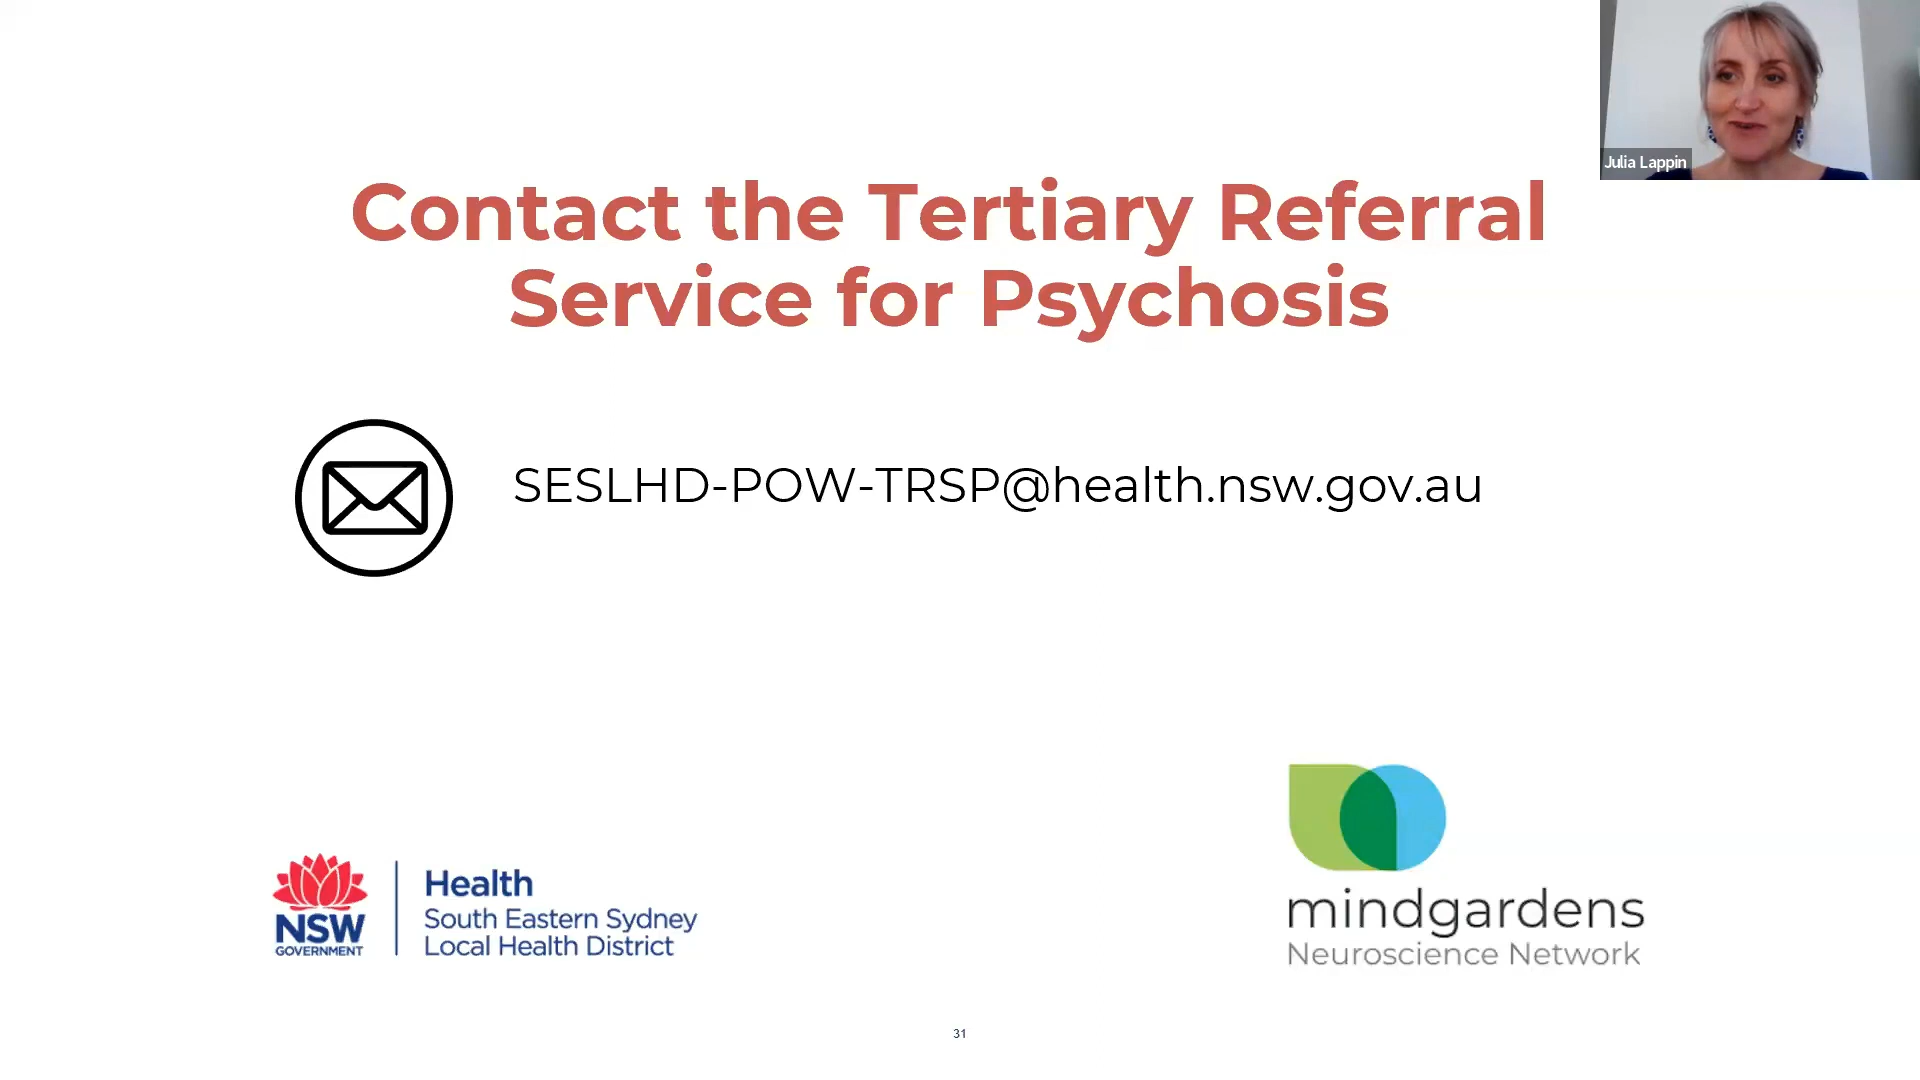 Julia Lappin
Contact the Tertiary Referral
Service for Psychosis
SESLHD-POW-TRSP@health.nsw.gov.au
NSW
GOVERNMENT
Health
South Eastern Sydney
Local Health District
mindgardens
Neuroscience Network
31